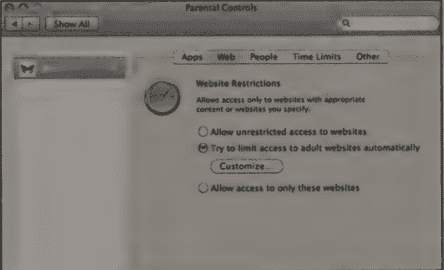 Parental Controls
Show All
Apps Web People Time Limits Other
Website Restrictions
Allows access only to websites with appropriate
content or websites you specify.
Allow unrestricted access to websites
Try to limit access to adult websites automatically
Customize...
Allow access to only these websites